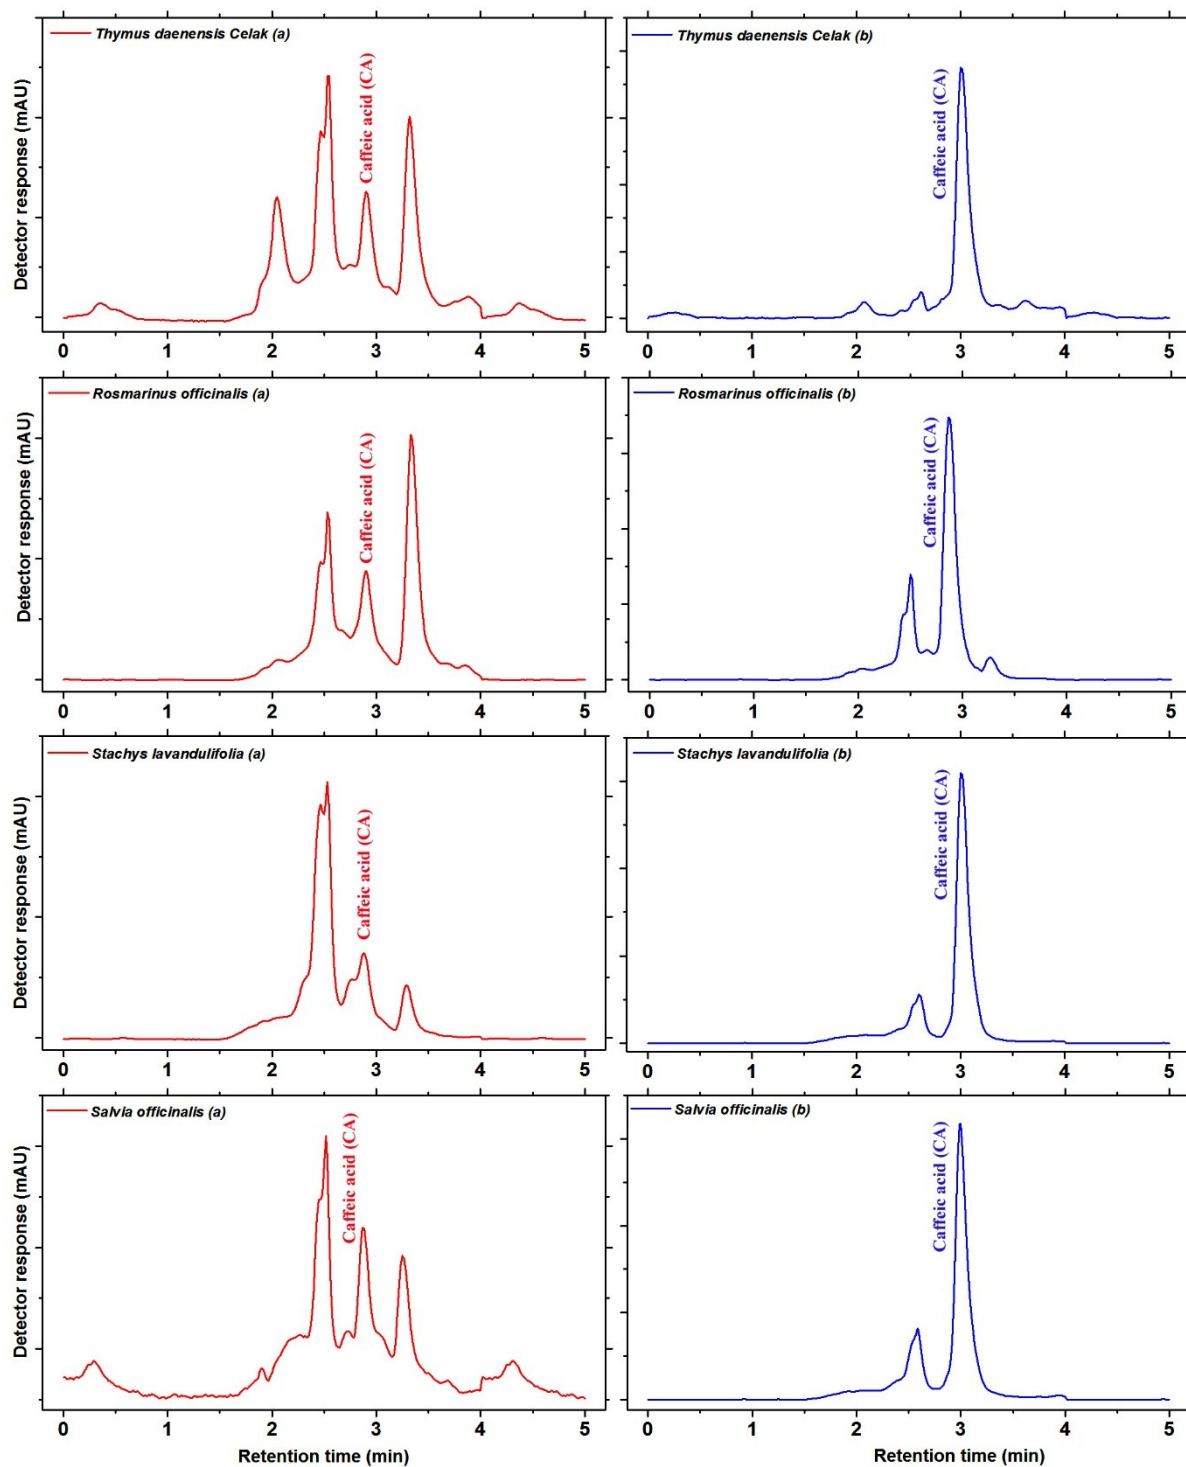 Thymus daenensis Celak (a)
Caffeic acid (CA)
Detector response (mAU)
0 1 2 3 4 5
Thymus daenensis Celak (b)
Caffeic acid (CA)
0 1 2 3 4 5
Rosmarinus officinalis (a)
Caffeic acid (CA)
Detector response (mAU)
0 1 2 3 4 5
Rosmarinus officinalis (b)
Caffeic acid (CA)
0 1 2 3 4 5
Stachys lavandulifolia (a)
Caffeic acid (CA)
Detector response (mAU)
0 1 2 3 4 5
Stachys lavandulifolia (b)
Caffeic acid (CA)
0 1 2 3 4 5
Salvia officinalis (a)
Caffeic acid (CA)
Detector response (mAU)
0 1 2 3 4 5
Retention time (min)
Salvia officinalis (b)
Caffeic acid (CA)
0 1 2 3 4 5
Retention time (min)